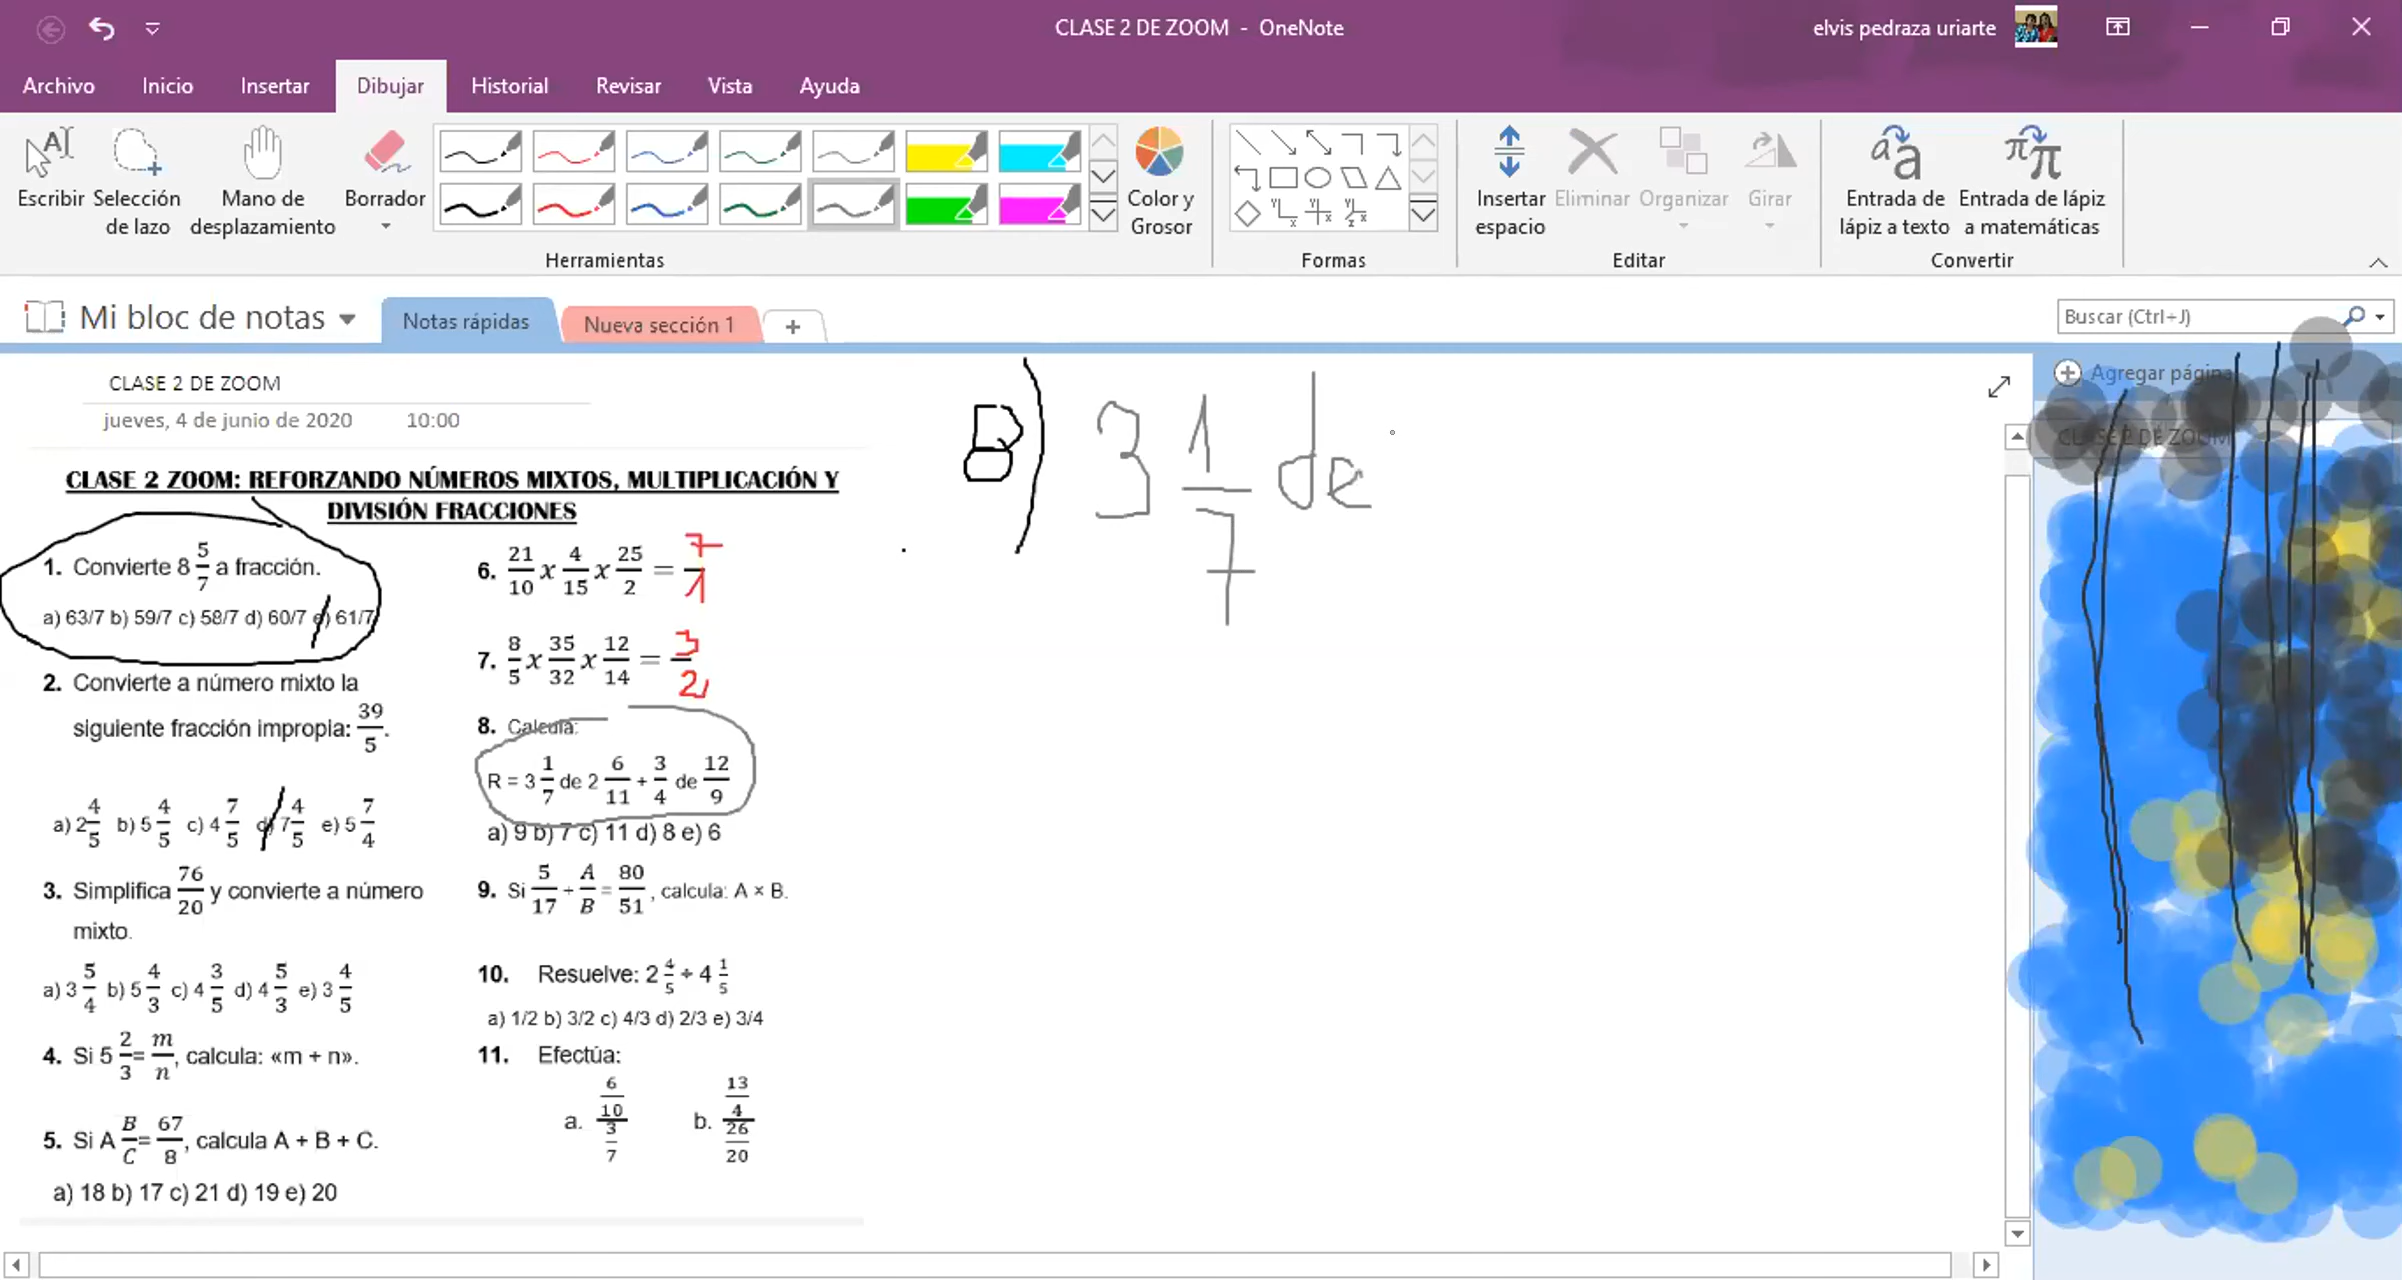 CLASE 2 DE ZOOM - OneNote
elvis pedraza uriarte
Archivo Inicio Insertar Dibujar Historial Revisar Vista Ayuda
Escribir Selección de lazo Mano de desplazamiento Borrador Color y Grosor Insertar espacio Eliminar Organizar Girar Entrada de lápiz a texto Entrada de lápiz a matemáticas
Herramientas Formas Editar Convertir
Mi bloc de notas Notas rápidas Nueva sección 1 + Buscar (Ctrl+J)
Agregar página
CLASE 2 DE ZOOM
CLASE 2 DE ZOOM
jueves, 4 de junio de 2020 10:00
CLASE 2 ZOOM: REFORZANDO NÚMEROS MIXTOS, MULTIPLICACIÓN Y
DIVISIÓN FRACCIONES
1. Convierte 8 5/7 a fracción.
a) 63/7 b) 59/7 c) 58/7 d) 60/7 e) 61/7
2. Convierte a número mixto la
siguiente fracción impropia: 39/5.
a) 2 4/5 b) 5 4/5 c) 4 7/5 d) 7 4/5 e) 5 7/4
3. Simplifica 76/20 y convierte a número
mixto.
a) 3 5/4 b) 5 4/3 c) 4 3/5 d) 4 5/3 e) 3 4/5
4. Si 5 2/3 = m/n, calcula: «m + n».
5. Si A B/C = 67/8, calcula A + B + C.
a) 18 b) 17 c) 21 d) 19 e) 20
6. 21/10 x 4/15 x 25/2 = 7/1
7. 8/5 x 35/32 x 12/14 = 3/2
8. Calcula:
R = 3 1/7 de 2 6/11 + 3/4 de 12/9
a) 9 b) 7 c) 11 d) 8 e) 6
9. Si 5/17 ÷ A/B = 80/51, calcula: A × B.
10. Resuelve: 2 4/5 ÷ 4 1/5
a) 1/2 b) 3/2 c) 4/3 d) 2/3 e) 3/4
11. Efectúa:
a. 6/10 / 3/7 b. 13/4 / 26/20
8) 3 1/7 de